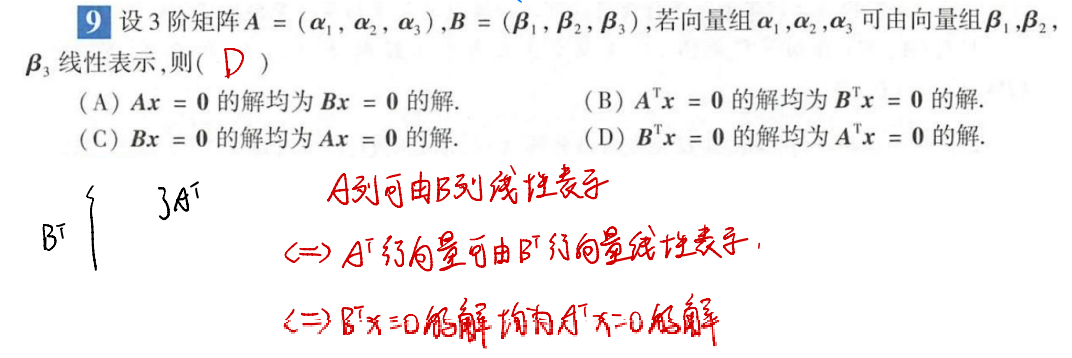 9 设3阶矩阵A = (α₁, α₂, α₃),B = (β₁, β₂, β₃),若向量组α₁,α₂,α₃可由向量组β₁,β₂,
β₃线性表示,则( D )
(A) Ax = 0 的解均为 Bx = 0 的解. (B) Aᵀx = 0 的解均为 Bᵀx = 0 的解.
(C) Bx = 0 的解均为 Ax = 0 的解. (D) Bᵀx = 0 的解均为 Aᵀx = 0 的解.
A列可由B列线性表示
Bᵀ { }Aᵀ
<=> Aᵀ行向量可由Bᵀ行向量线性表示.
<=> Bᵀx=0的解均为Aᵀx=0的解